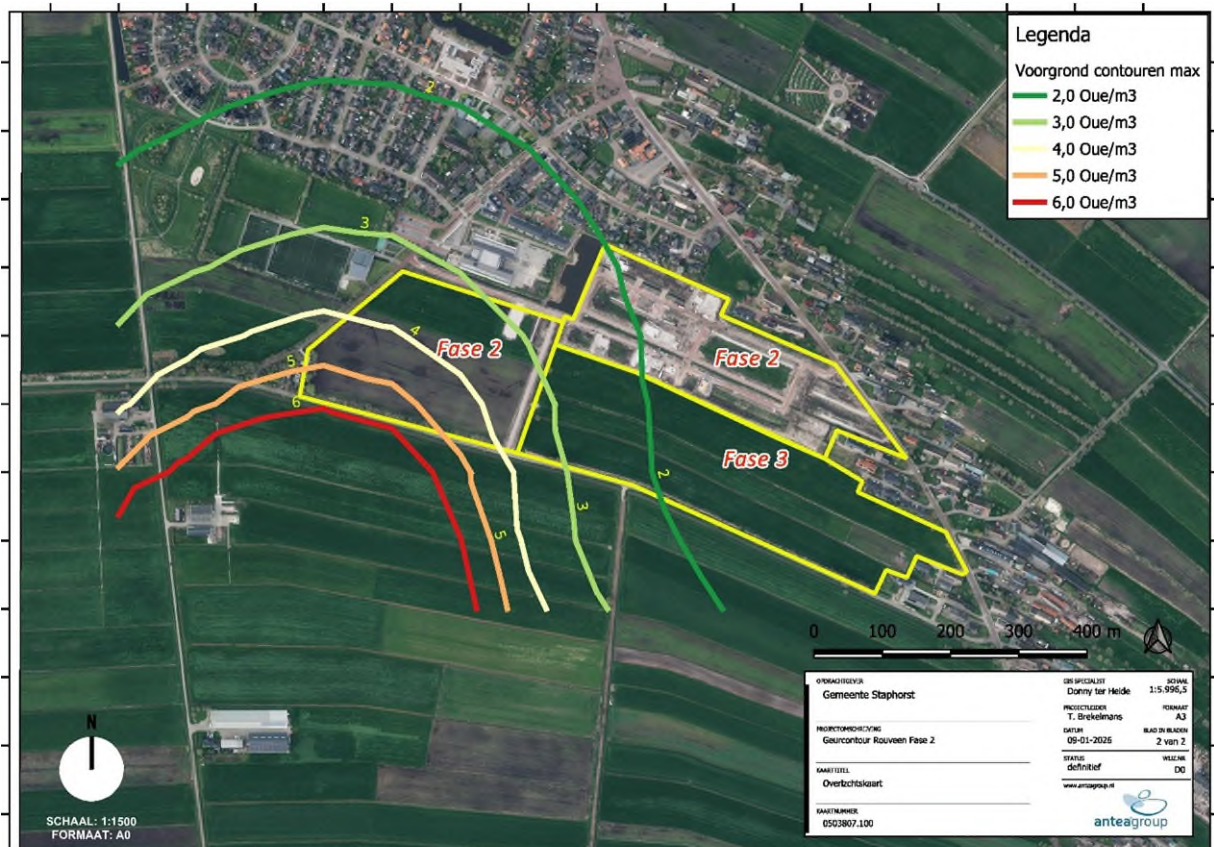 Legenda
Voorgrond contouren max
2,0 Oue/m3
3,0 Oue/m3
4,0 Oue/m3
5,0 Oue/m3
6,0 Oue/m3
2
3
4
5
6
Fase 2
Fase 2
Fase 3
2
3
5
0 100 200 300 400 m
N
SCHAAL: 1:1500
FORMAAT: A0
OPDRACHTGEVER
Gemeente Staphorst
PROJECTOMSCHRIJVING
Geurcontour Rouveen Fase 2
KAARTTITEL
Overizchtskaart
KAARTNUMMER
0503807.100
GIS SPECIALIST
Donny ter Heide
SCHAAL
1:5.996,5
PROJECTLEIDER
T. Brekelmans
FORMAAT
A3
DATUM
09-01-2026
BLAD IN BLADEN
2 van 2
STATUS
definitief
WIJZ.NR
D0
www.anteagroup.nl
anteagroup